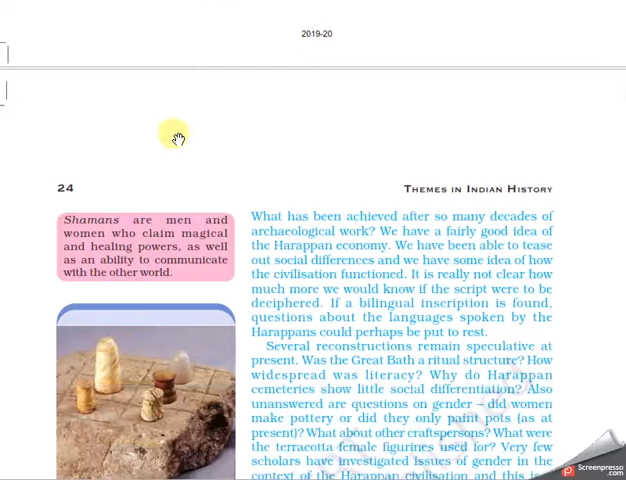 2019-20
24
THEMES IN INDIAN HISTORY
Shamans are men and
women who claim magical
and healing powers, as well
as an ability to communicate
with the other world.
What has been achieved after so many decades of
archaeological work? We have a fairly good idea of
the Harappan economy. We have been able to tease
out social differences and we have some idea of how
the civilisation functioned. It is really not clear how
much more we would know if the script were to be
deciphered. If a bilingual inscription is found,
questions about the languages spoken by the
Harappans could perhaps be put to rest.
Several reconstructions remain speculative at
present. Was the Great Bath a ritual structure? How
widespread was literacy? Why do Harappan
cemeteries show little social differentiation? Also
unanswered are questions on gender – did women
make pottery or did they only paint pots (as at
present)? What about other craftspersons? What were
the terracotta female figurines used for? Very few
scholars have investigated issues of gender in the
context of the Harappan civilisation and this is
Screenpresso
screenpresso.com